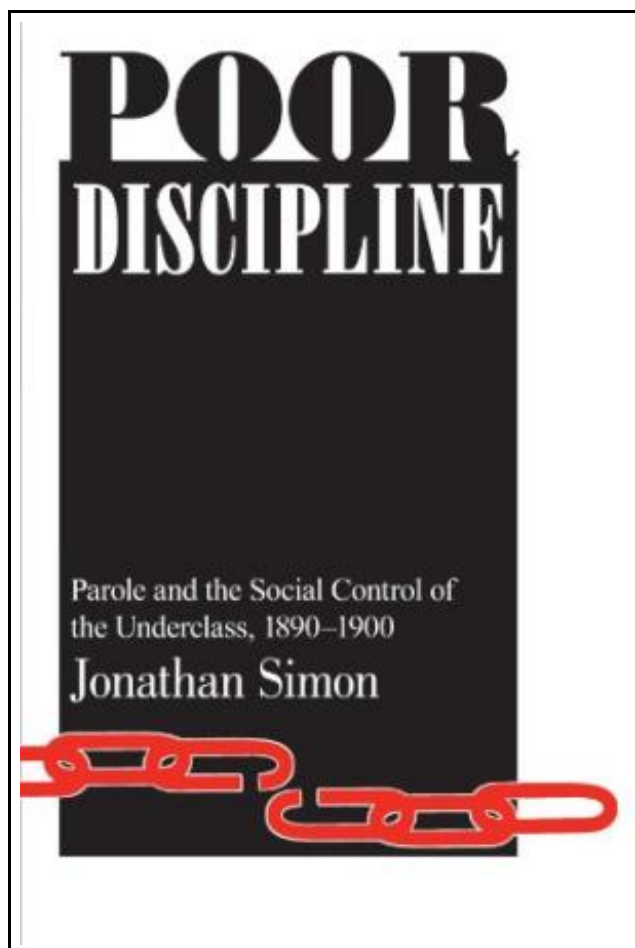 POOR
DISCIPLINE
Parole and the Social Control of
the Underclass, 1890–1900
Jonathan Simon